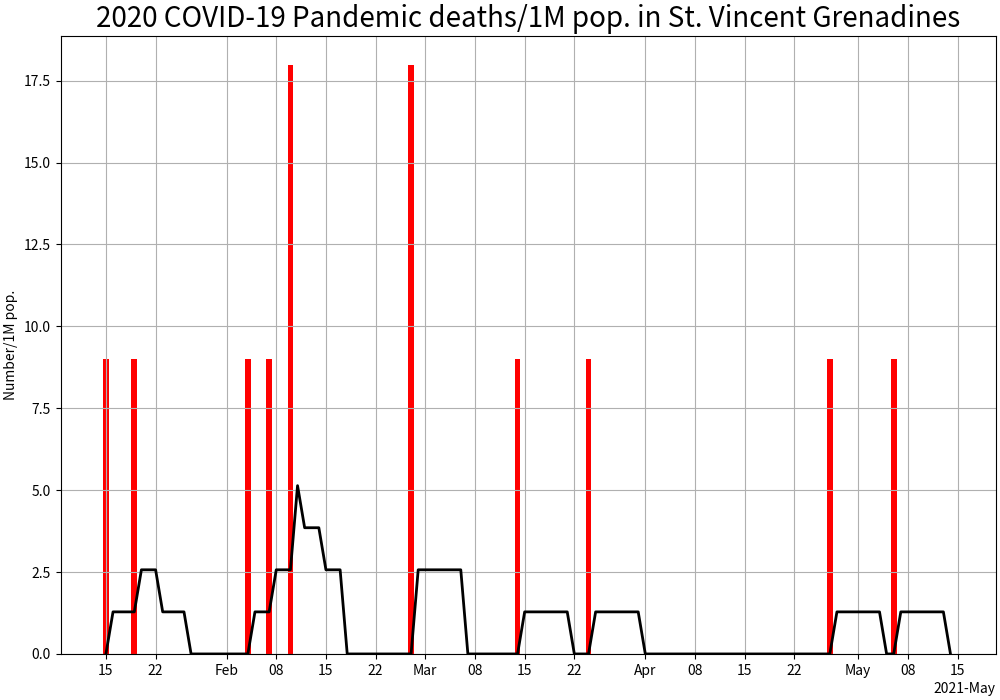 2020 COVID-19 Pandemic deaths/1M pop. in St. Vincent Grenadines
Number/1M pop.
17.5
15.0
12.5
10.0
7.5
5.0
2.5
0.0
15 22 Feb 08 15 22 Mar 08 15 22 Apr 08 15 22 May 08 15
2021-May